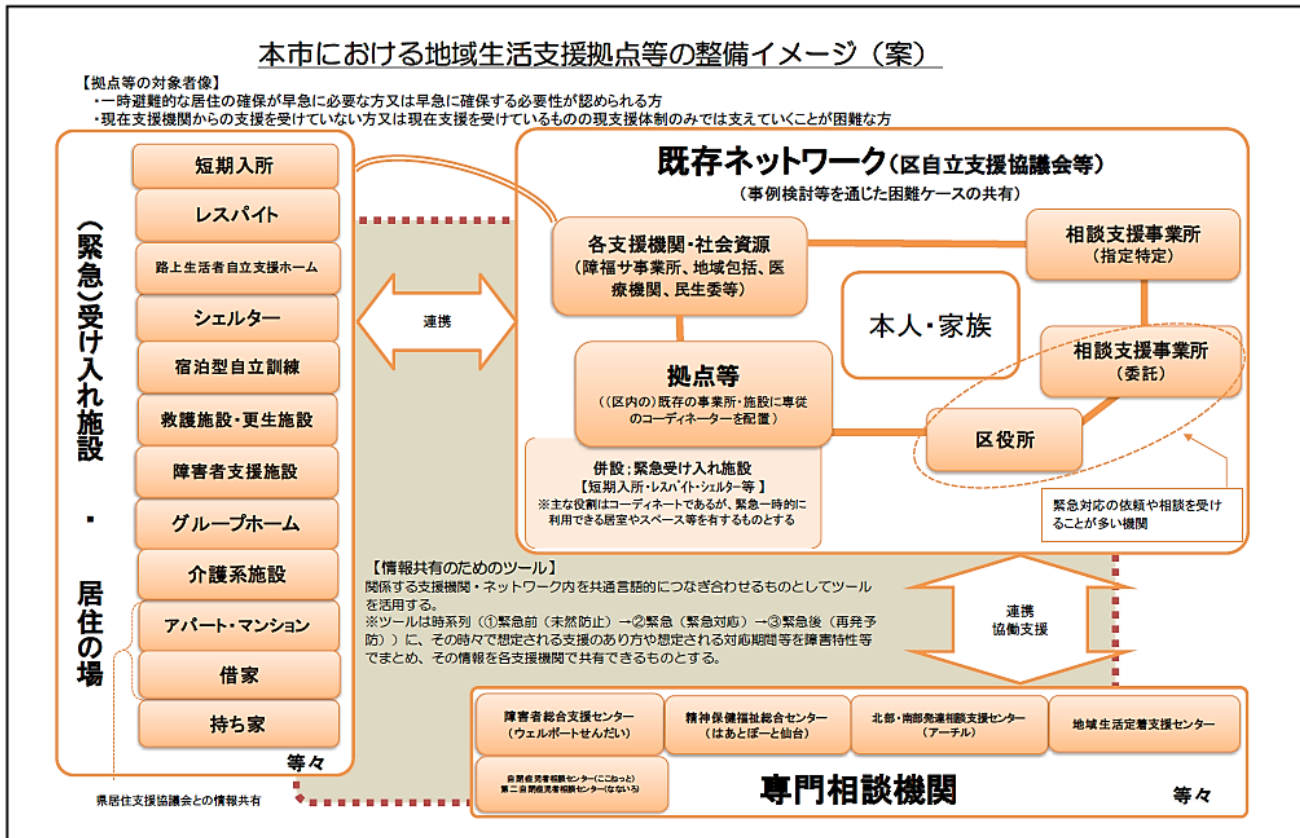 本市における地域生活支援拠点等の整備イメージ（案）
【拠点等の対象者像】
・一時避難的な居住の確保が早急に必要な方又は早急に確保する必要性が認められる方
・現在支援機関からの支援を受けていない方又は現在支援を受けているものの現支援体制のみでは支えていくことが困難な方
（緊急）受け入れ施設 ・ 居住の場
短期入所
レスパイト
路上生活者自立支援ホーム
シェルター
宿泊型自立訓練
救護施設・更生施設
障害者支援施設
グループホーム
介護系施設
アパート・マンション
借家
持ち家
等々
県居住支援協議会との情報共有
連携
既存ネットワーク（区自立支援協議会等）
（事例検討等を通じた困難ケースの共有）
各支援機関・社会資源
（障福サ事業所、地域包括、医
療機関、民生委等）
相談支援事業所
（指定特定）
本人・家族
相談支援事業所
（委託）
拠点等
（（区内の）既存の事業所・施設に専従
のコーディネーターを配置）
区役所
併設：緊急受け入れ施設
【短期入所・レスパイト・シェルター等 】
※主な役割はコーディネートであるが、緊急一時的に
利用できる居室やスペース等を有するものとする
緊急対応の依頼や相談を受け
ることが多い機関
【情報共有のためのツール】
関係する支援機関・ネットワーク内を共通言語的につなぎ合わせるものとしてツール
を活用する。
※ツールは時系列（①緊急前（未然防止）→②緊急（緊急対応）→③緊急後（再発予
防））に、その時々で想定される支援のあり方や想定される対応期間等を障害特性等
でまとめ、その情報を各支援機関で共有できるものとする。
連携
協働支援
障害者総合支援センター
（ウェルポートせんだい）
精神保健福祉総合センター
（はあとぽーと仙台）
北部・南部発達相談支援センター
（アーチル）
地域生活定着支援センター
自閉症児者相談センター（ここねっと）
第二自閉症児者相談センター（なないろ）
専門相談機関
等々